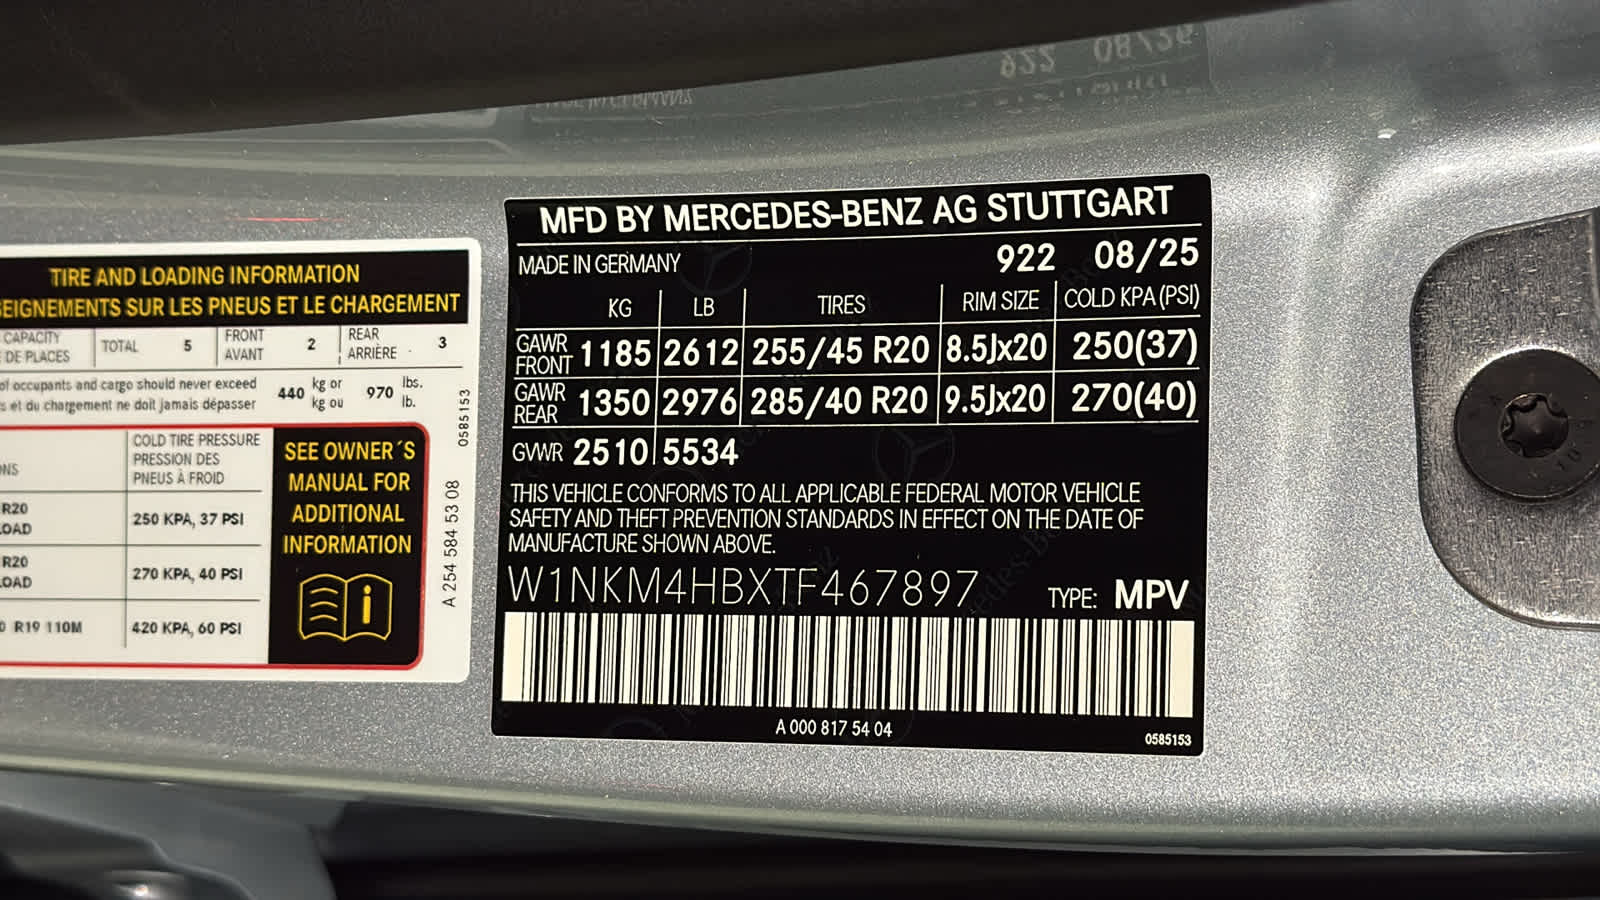 TIRE AND LOADING INFORMATION
SEIGNEMENTS SUR LES PNEUS ET LE CHARGEMENT
CAPACITY
DE PLACES
TOTAL 5
FRONT
AVANT 2
REAR
ARRIÈRE 3
of occupants and cargo should never exceed
s et du chargement ne doit jamais dépasser
440 kg or
kg ou
970 lbs.
lb.
COLD TIRE PRESSURE
PRESSION DES
PNEUS À FROID
R20
250 KPA, 37 PSI
R20
270 KPA, 40 PSI
R19 110M
420 KPA, 60 PSI
SEE OWNER´S
MANUAL FOR
ADDITIONAL
INFORMATION
0585153
A 254 584 53 08
MFD BY MERCEDES-BENZ AG STUTTGART
MADE IN GERMANY 922 08/25
KG LB TIRES RIM SIZE COLD KPA (PSI)
GAWR
FRONT 1185 2612 255/45 R20 8.5Jx20 250(37)
GAWR
REAR 1350 2976 285/40 R20 9.5Jx20 270(40)
GVWR 2510 5534
THIS VEHICLE CONFORMS TO ALL APPLICABLE FEDERAL MOTOR VEHICLE
SAFETY AND THEFT PREVENTION STANDARDS IN EFFECT ON THE DATE OF
MANUFACTURE SHOWN ABOVE.
W1NKM4HBXTF467897 TYPE: MPV
A 000 817 54 04
0585153